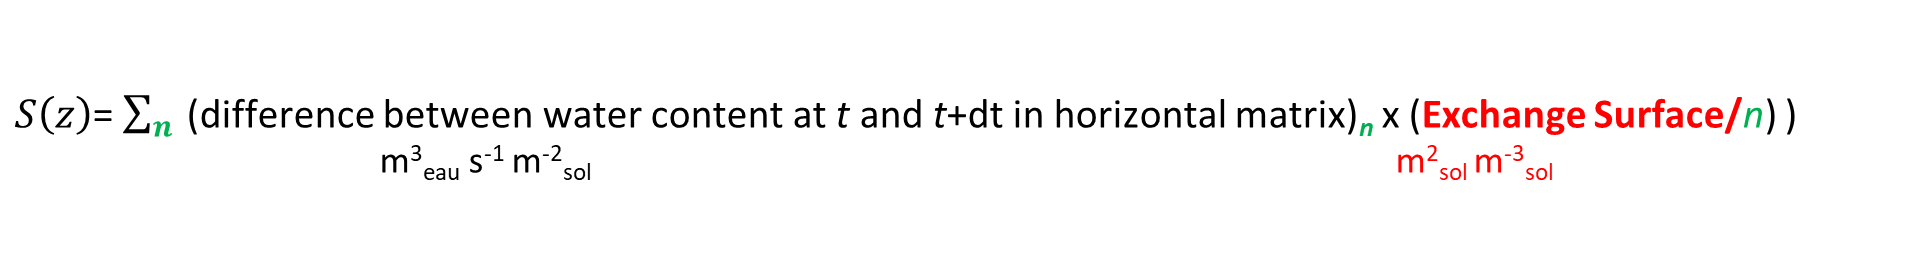 S(z)= ∑n (difference between water content at t and t+dt in horizontal matrix)n x (Exchange Surface/n) )
m³eau s⁻¹ m⁻²sol m²sol m⁻³sol